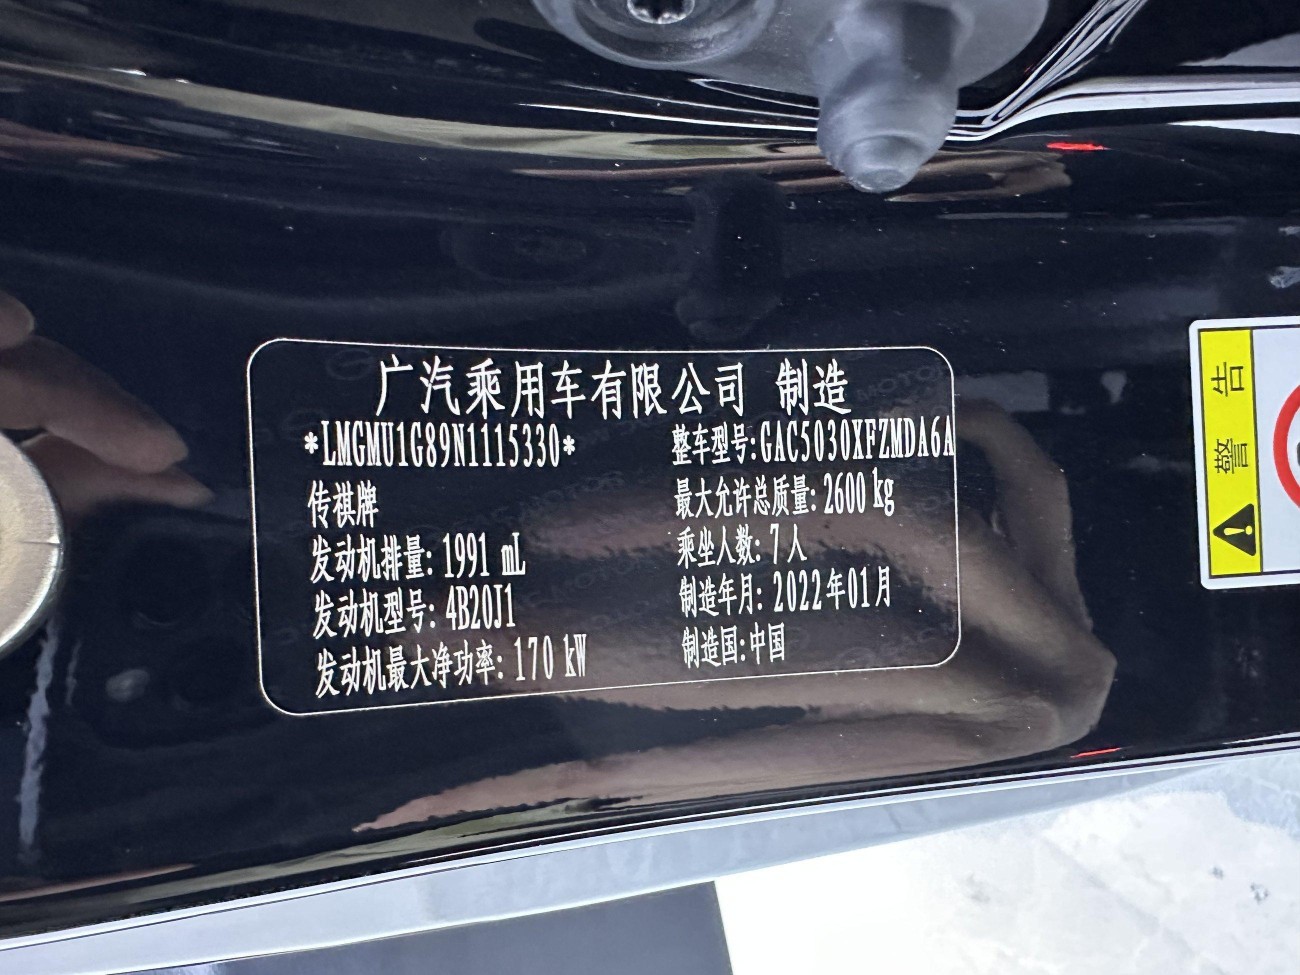 广汽乘用车有限公司 制造
*LMGMU1G89N1115330*
整车型号:GAC5030XFZMDA6A
传祺牌
最大允许总质量: 2600 kg
发动机排量: 1991 mL
乘坐人数: 7人
发动机型号: 4B20J1
制造年月: 2022年01月
发动机最大净功率: 170 kW
制造国:中国
警告